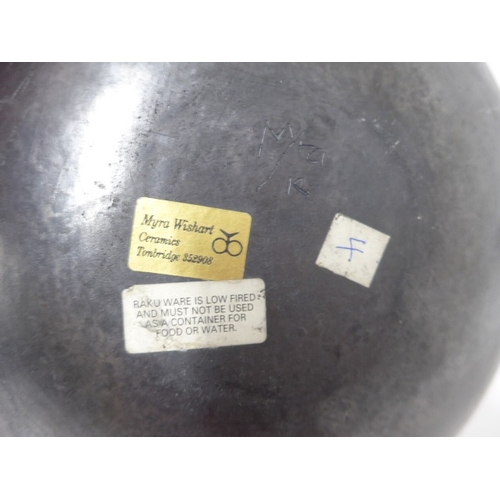 Myra Wishart
Ceramics
Tonbridge 352908
F
RAKU WARE IS LOW FIRED
AND MUST NOT BE USED
AS A CONTAINER FOR
FOOD OR WATER.